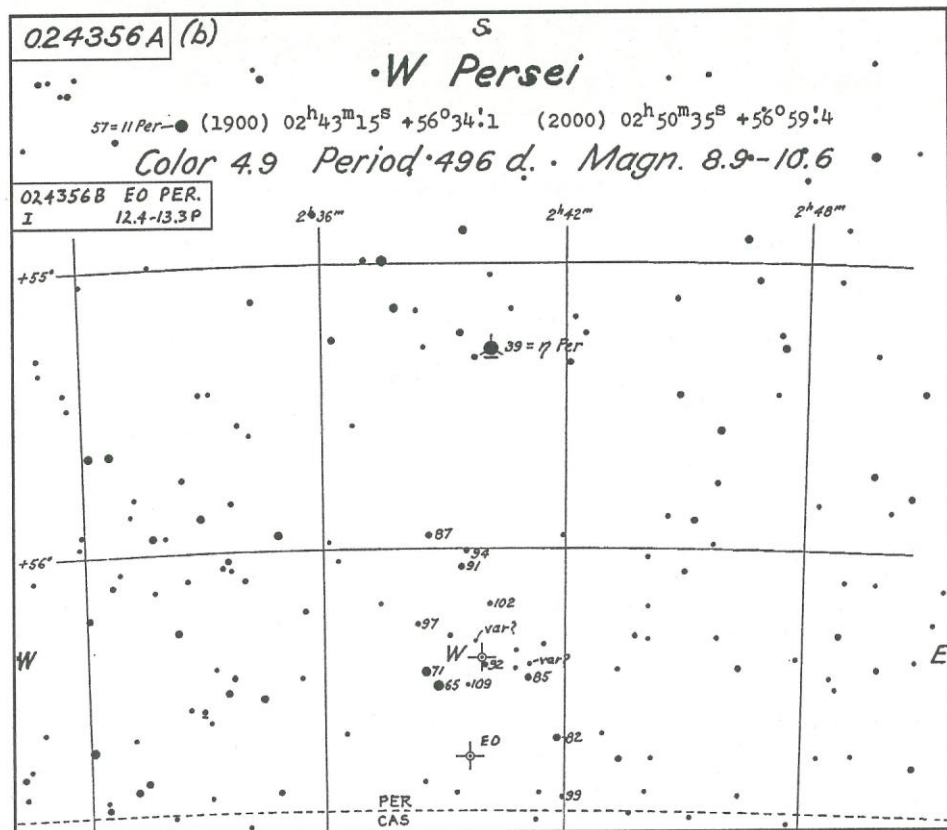 024356A (b)
S.
W Persei
57=11 Per (1900) 02ʰ43ᵐ15ˢ +56°34!1 (2000) 02ʰ50ᵐ35ˢ +56°59!4
Color 4.9 Period 496 d. Magn. 8.9-10.6
024356B EO PER.
I 12.4-13.3P
2ʰ36ᵐ 2ʰ42ᵐ 2ʰ48ᵐ
+55°
39 = η Per
87
+56°
94
91
102
97
var?
W W 92 var? E
71
85
65 109
EO 82
99
PER
CAS